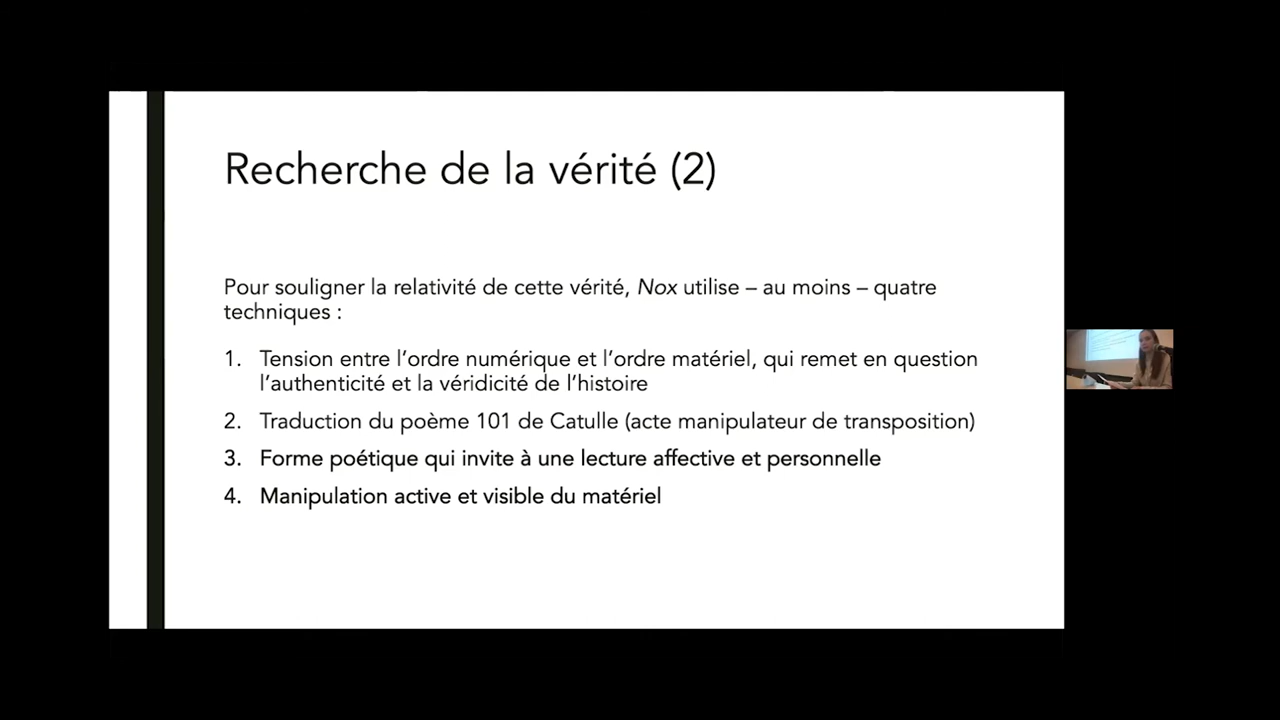 Recherche de la vérité (2)
Pour souligner la relativité de cette vérité, Nox utilise – au moins – quatre
techniques :
1. Tension entre l’ordre numérique et l’ordre matériel, qui remet en question
l’authenticité et la véridicité de l’histoire
2. Traduction du poème 101 de Catulle (acte manipulateur de transposition)
3. Forme poétique qui invite à une lecture affective et personnelle
4. Manipulation active et visible du matériel